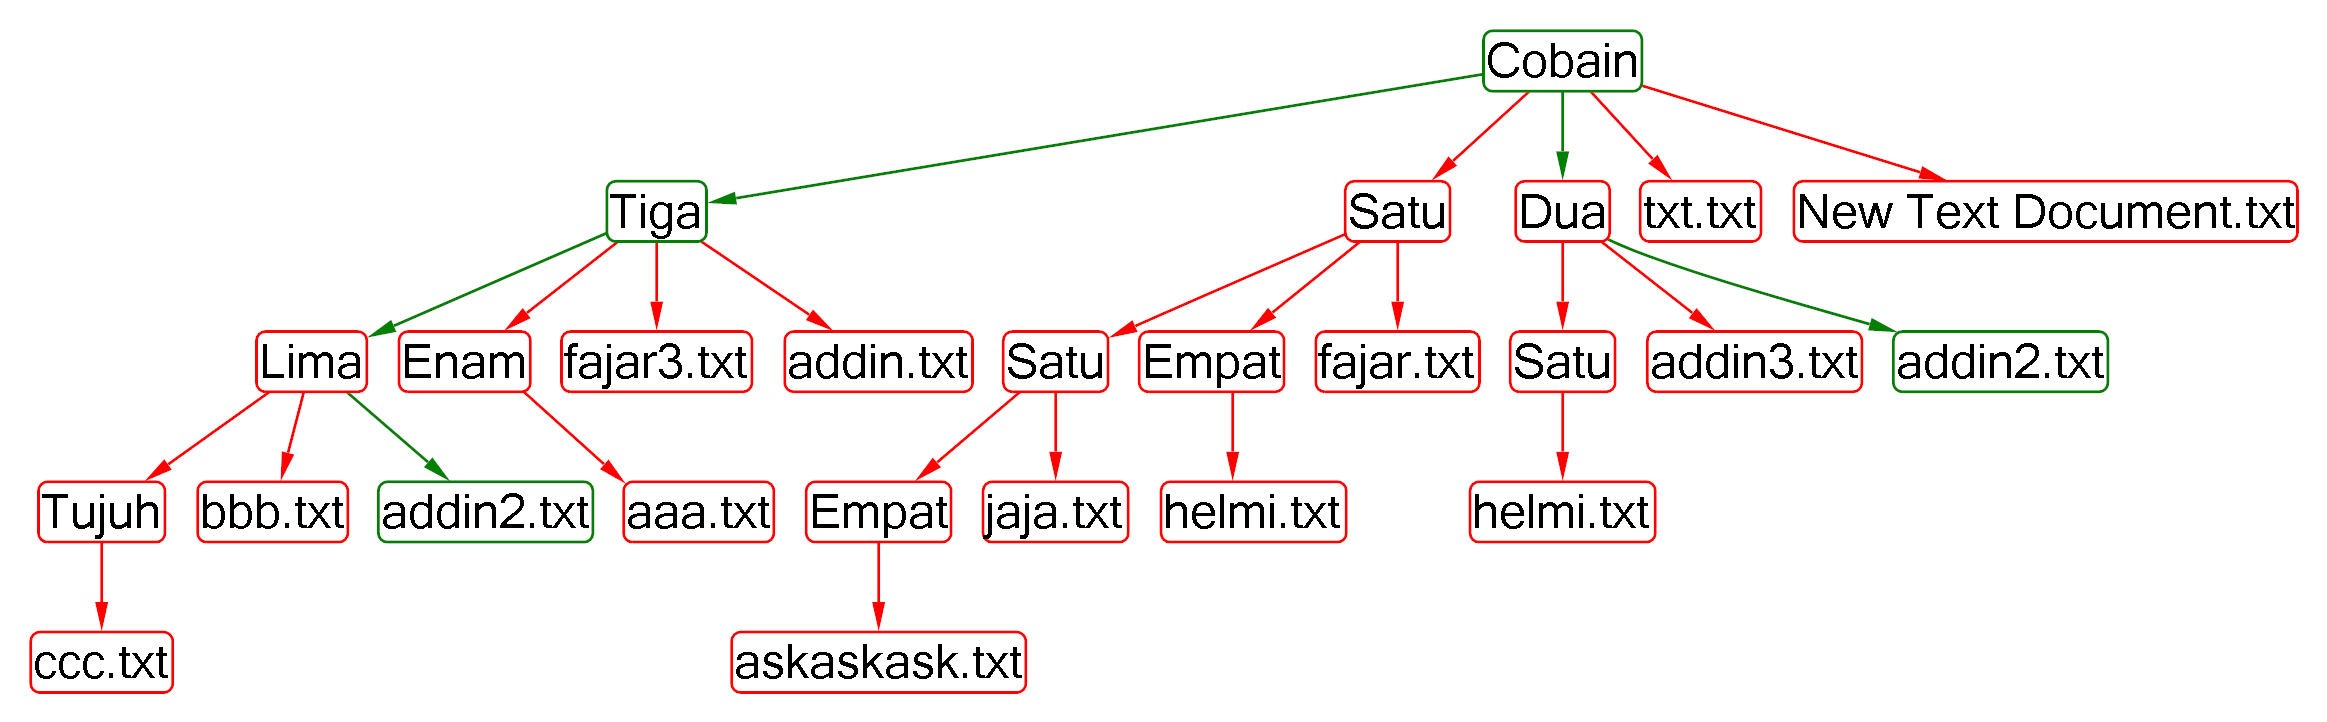 Cobain
Tiga
Satu
Dua
txt.txt
New Text Document.txt
Lima
Enam
fajar3.txt
addin.txt
Satu
Empat
fajar.txt
Satu
addin3.txt
addin2.txt
Tujuh
bbb.txt
addin2.txt
aaa.txt
Empat
jaja.txt
helmi.txt
helmi.txt
ccc.txt
askaskask.txt